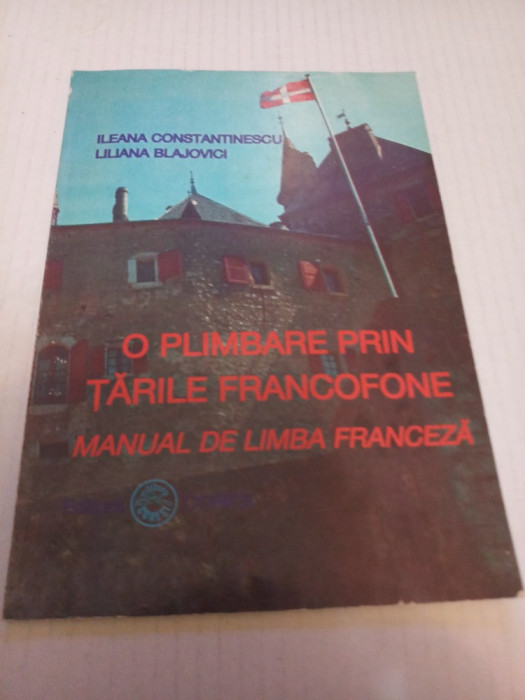 ILEANA CONSTANTINESCU
LILIANA BLAJOVICI
O PLIMBARE PRIN
ȚĂRILE FRANCOFONE
MANUAL DE LIMBA FRANCEZĂ